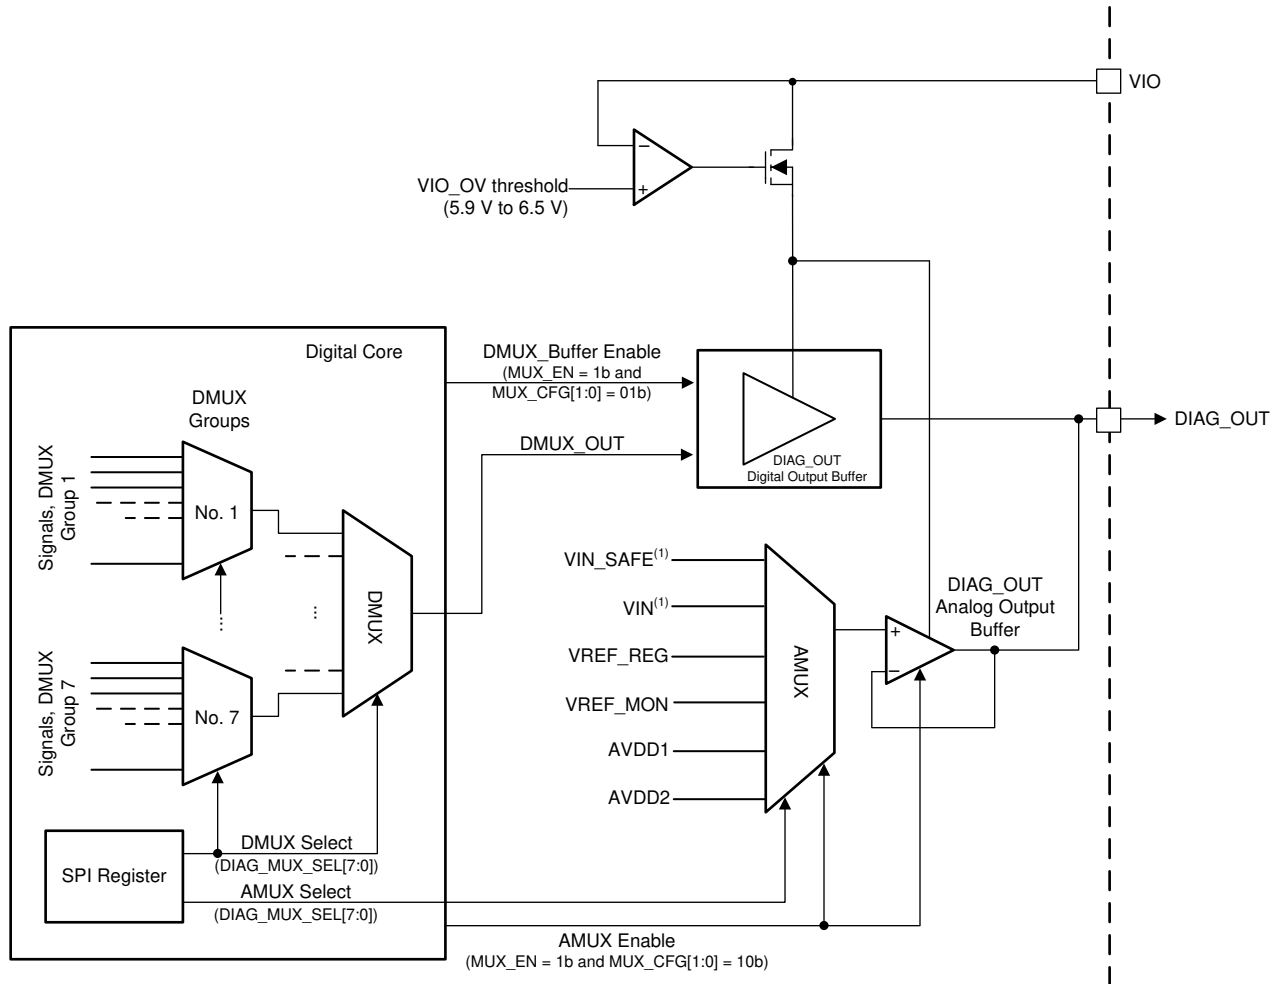 VIO
VIO_OV threshold
(5.9 V to 6.5 V)
−
+
Digital Core
DMUX_Buffer Enable
(MUX_EN = 1b and
MUX_CFG[1:0] = 01b)
DMUX
Groups
DIAG_OUT
DMUX_OUT
DIAG_OUT
Digital Output Buffer
Signals, DMUX
Group 1
No. 1
...
...
DMUX
VIN_SAFE(1)
VIN(1)
VREF_REG
VREF_MON
AVDD1
AVDD2
AMUX
DIAG_OUT
Analog Output
Buffer
+
−
Signals, DMUX
Group 7
No. 7
SPI Register
DMUX Select
(DIAG_MUX_SEL[7:0])
AMUX Select
(DIAG_MUX_SEL[7:0])
AMUX Enable
(MUX_EN = 1b and MUX_CFG[1:0] = 10b)